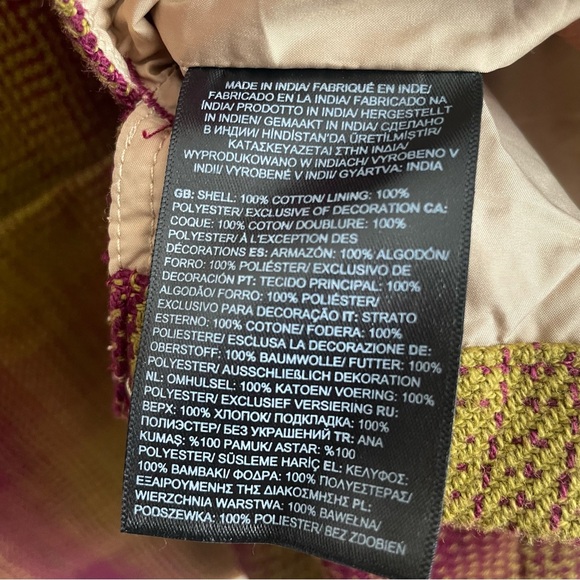 MADE IN INDIA/ FABRIQUÉ EN INDE/
FABRICADO EN LA INDIA/ FABRICADO NA
ÍNDIA/ PRODOTTO IN INDIA/ HERGESTELLT
IN INDIEN/ GEMAAKT IN INDIA/ СДЕЛАНО
В ИНДИИ/ HİNDİSTAN'DA ÜRETİLMİŞTİR/
ΚΑΤΑΣΚΕΥΑΖΕΤΑΙ ΣΤΗΝ ΙΝΔΙΑ/
WYPRODUKOWANO W INDIACH/ VYROBENO V
INDII/ VYROBENÉ V INDII/ GYÁRTVA: INDIA
GB: SHELL: 100% COTTON/ LINING: 100%
POLYESTER/ EXCLUSIVE OF DECORATION CA:
COQUE: 100% COTON/ DOUBLURE: 100%
POLYESTER/ À L'EXCEPTION DES
DÉCORATIONS ES: ARMAZÓN: 100% ALGODÓN/
FORRO: 100% POLIÉSTER/ EXCLUSIVO DE
DECORACIÓN PT: TECIDO PRINCIPAL: 100%
ALGODÃO/ FORRO: 100% POLIÉSTER/
EXCLUSIVO PARA DECORAÇÃO IT: STRATO
ESTERNO: 100% COTONE/ FODERA: 100%
POLIESTERE/ ESCLUSA LA DECORAZIONE DE:
OBERSTOFF: 100% BAUMWOLLE/ FUTTER: 100%
POLYESTER/ AUSSCHLIEßLICH DEKORATION
NL: OMHULSEL: 100% KATOEN/ VOERING: 100%
POLYESTER/ EXCLUSIEF VERSIERING RU:
ВЕРХ: 100% ХЛОПОК/ ПОДКЛАДКА: 100%
ПОЛИЭСТЕР/ БЕЗ УКРАШЕНИЙ TR: ANA
KUMAŞ: %100 PAMUK/ ASTAR: %100
POLYESTER/ SÜSLEME HARİÇ EL: ΚΕΛΥΦΟΣ:
100% ΒΑΜΒΑΚΙ/ ΦΟΔΡΑ: 100% ΠΟΛΥΕΣΤΕΡΑΣ/
ΕΞΑΙΡΟΥΜΕΝΗΣ ΤΗΣ ΔΙΑΚΟΣΜΗΣΗΣ PL:
WIERZCHNIA WARSTWA: 100% BAWEŁNA/
PODSZEWKA: 100% POLIESTER/ BEZ ZDOBIEŃ